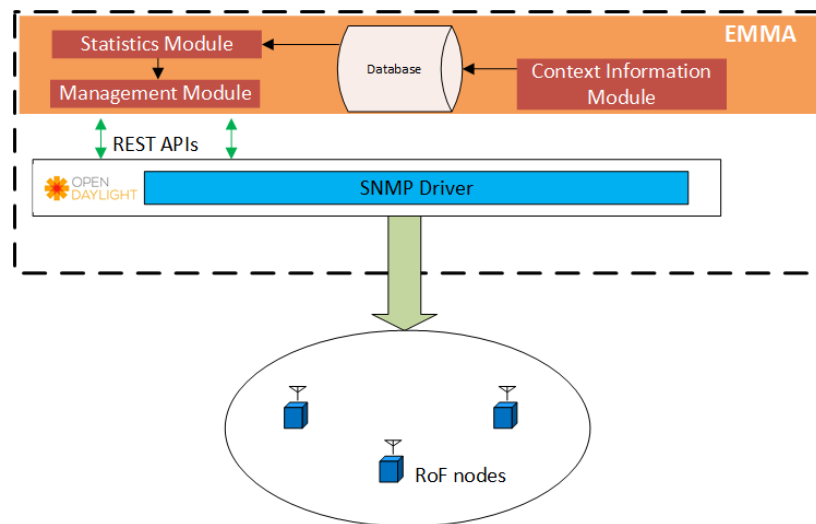 EMMA
Statistics Module
Management Module
Database
Context Information
Module
REST APIs
OPEN
DAYLIGHT
SNMP Driver
RoF nodes